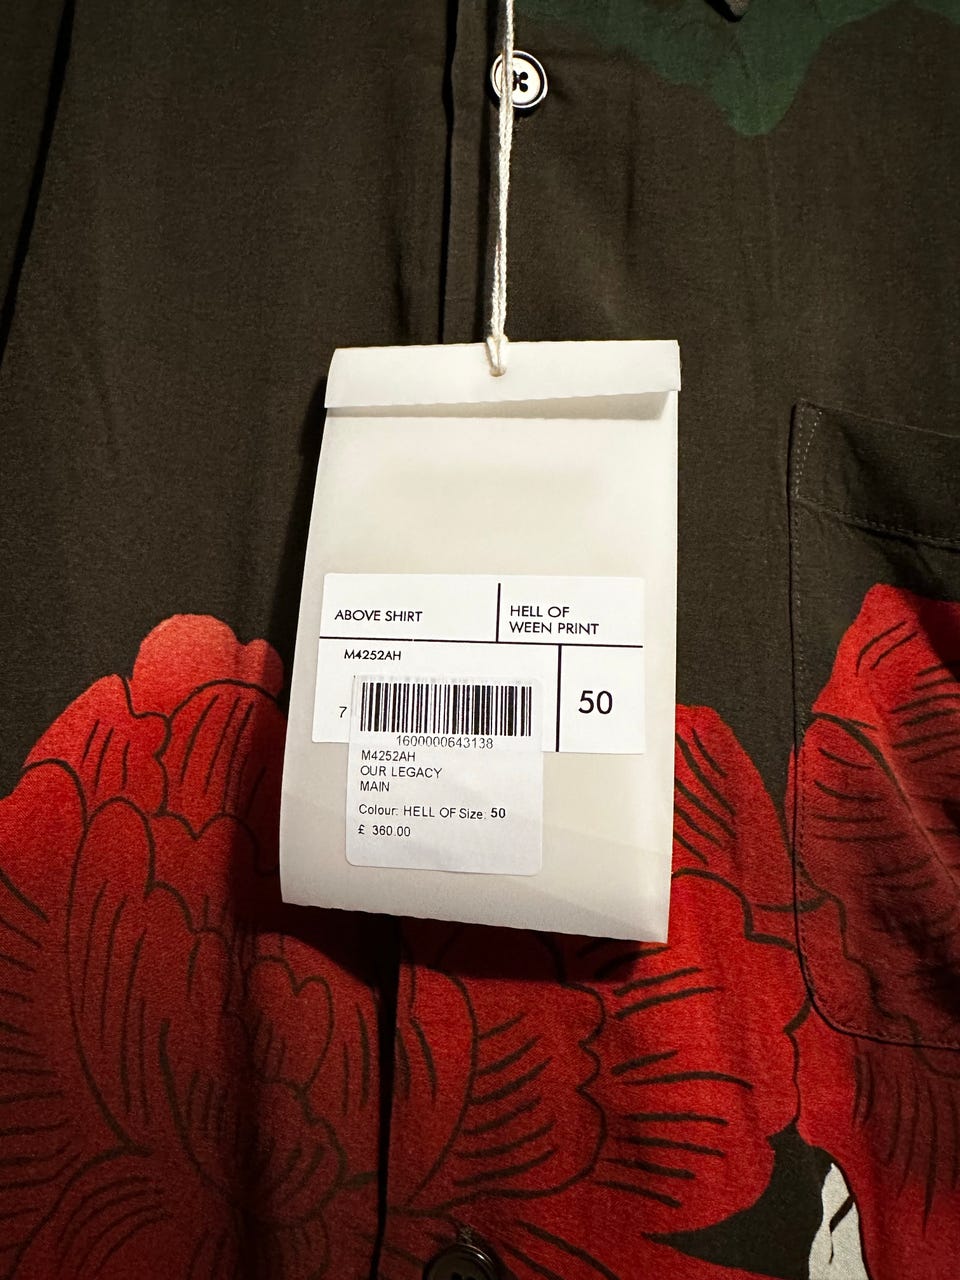 ABOVE SHIRT
HELL OF
WEEN PRINT
M4252AH
7
50
1600000643138
M4252AH
OUR LEGACY
MAIN
Colour: HELL OF Size: 50
£ 360.00